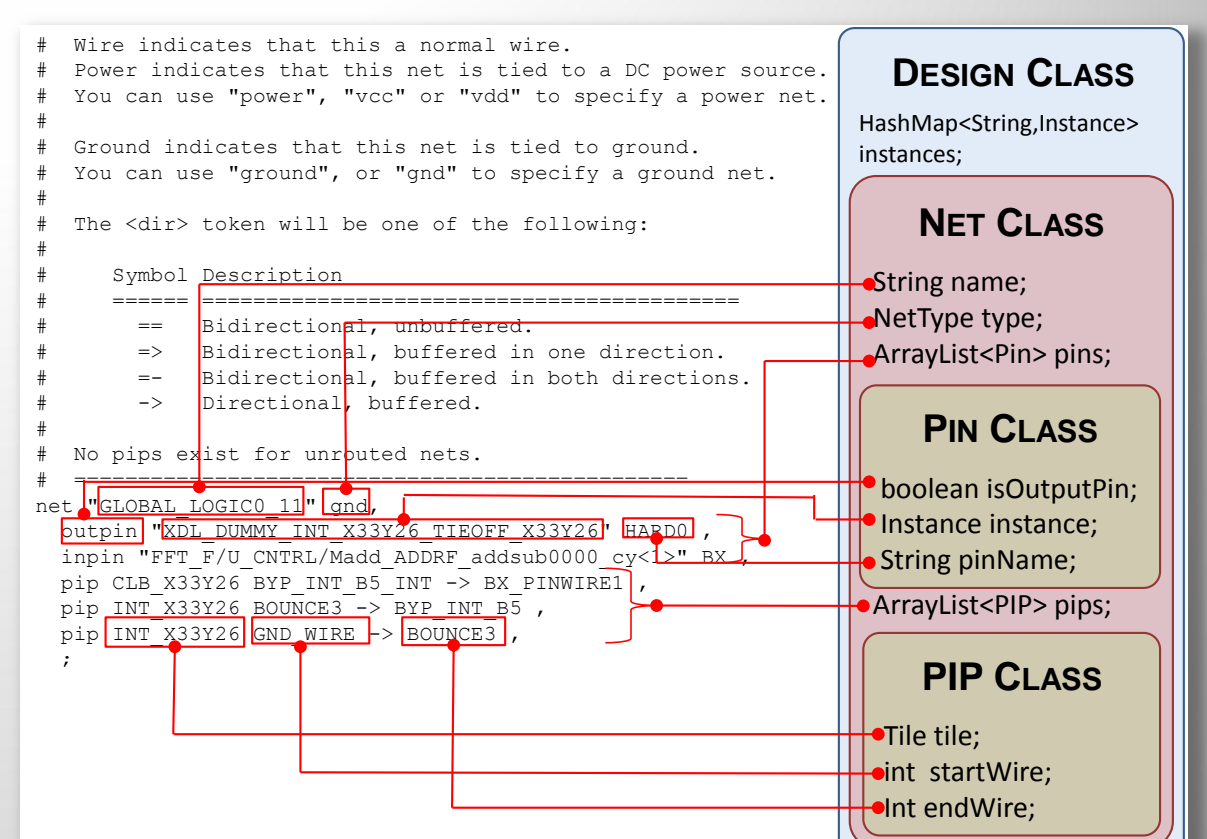 #  Wire indicates that this a normal wire.
#  Power indicates that this net is tied to a DC power source.
#  You can use "power", "vcc" or "vdd" to specify a power net.
#
#  Ground indicates that this net is tied to ground.
#  You can use "ground", or "gnd" to specify a ground net.
#
#  The <dir> token will be one of the following:
#
#     Symbol Description
#     ====== ==========================================
#       ==   Bidirectional, unbuffered.
#       =>   Bidirectional, buffered in one direction.
#       =-   Bidirectional, buffered in both directions.
#       ->   Directional, buffered.
#
#  No pips exist for unrouted nets.
#  ================================================
net "GLOBAL_LOGIC0_11" gnd,
  outpin "XDL_DUMMY_INT_X33Y26_TIEOFF_X33Y26" HARD0 ,
  inpin "FFT_F/U_CNTRL/Madd_ADDRF_addsub0000_cy<1>" BX ,
  pip CLB_X33Y26 BYP_INT_B5_INT -> BX_PINWIRE1 ,
  pip INT_X33Y26 BOUNCE3 -> BYP_INT_B5 ,
  pip INT_X33Y26 GND_WIRE -> BOUNCE3 ,
  ;
DESIGN CLASS
HashMap<String,Instance>
instances;
NET CLASS
String name;
NetType type;
ArrayList<Pin> pins;
PIN CLASS
boolean isOutputPin;
Instance instance;
String pinName;
ArrayList<PIP> pips;
PIP CLASS
Tile tile;
int  startWire;
Int endWire;